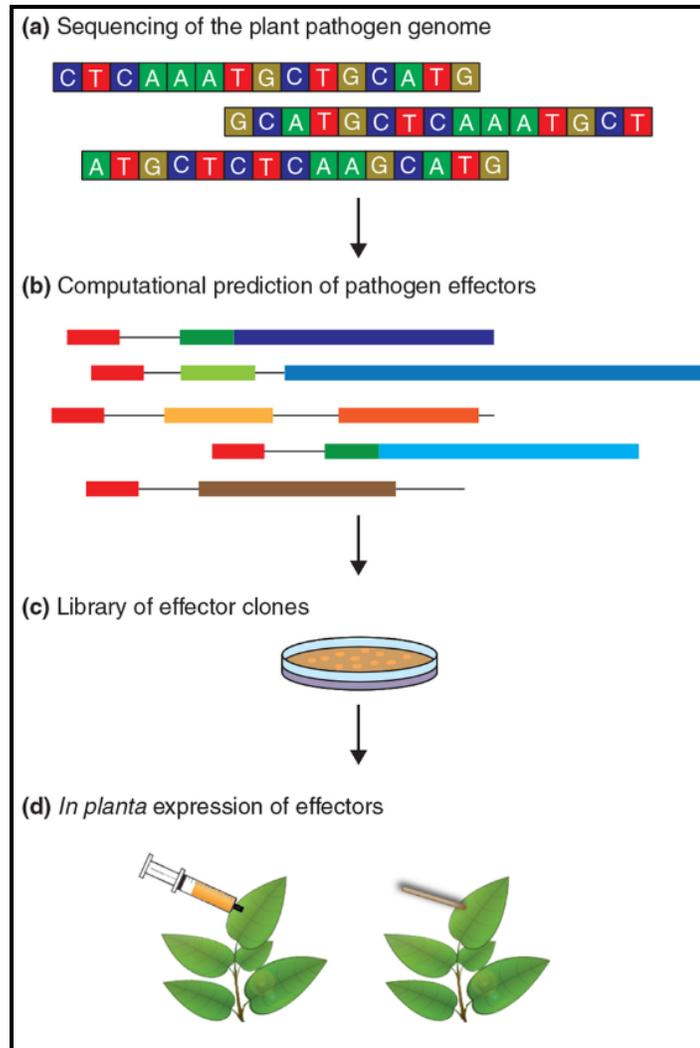 (a) Sequencing of the plant pathogen genome
CTCAAATGCTGCATG
GCATGCTCAAATGCT
ATGCTCTCAAGCATG
(b) Computational prediction of pathogen effectors
(c) Library of effector clones
(d) In planta expression of effectors